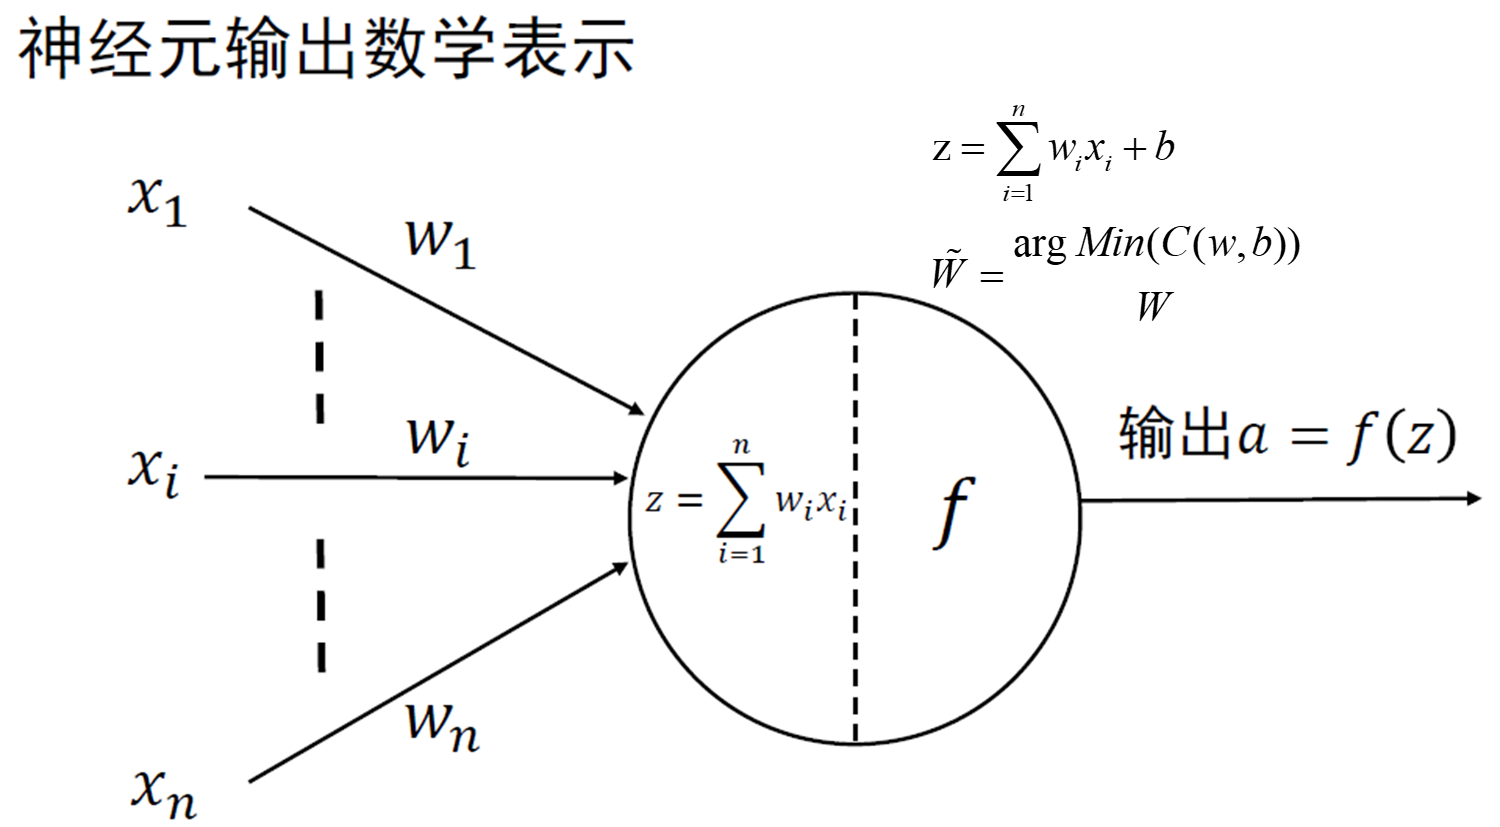 神经元输出数学表示
z = \sum_{i=1}^{n} w_i x_i + b
x_1
w_1
\tilde{W} = arg Min(C(w,b))
W
输出a = f(z)
x_i
w_i
z = \sum_{i=1}^{n} w_i x_i
f
w_n
x_n